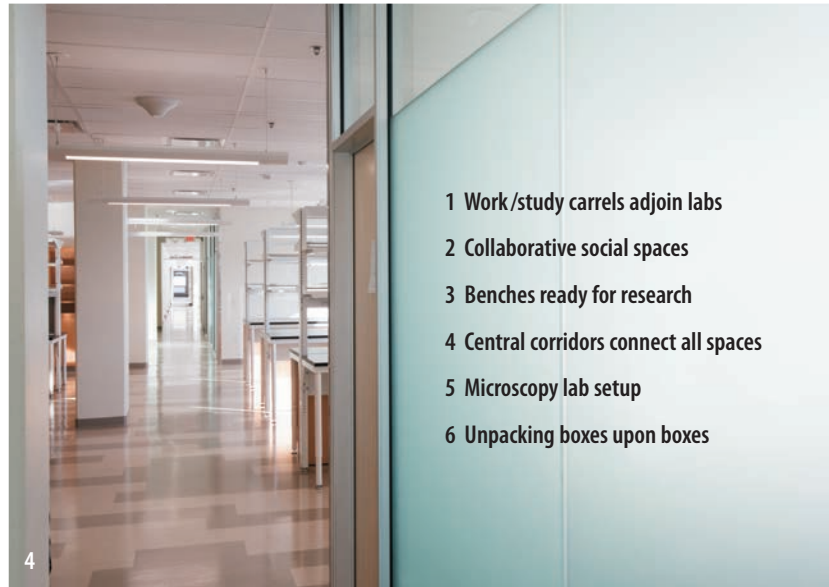 1 Work/study carrels adjoin labs
2 Collaborative social spaces
3 Benches ready for research
4 Central corridors connect all spaces
5 Microscopy lab setup
6 Unpacking boxes upon boxes
4